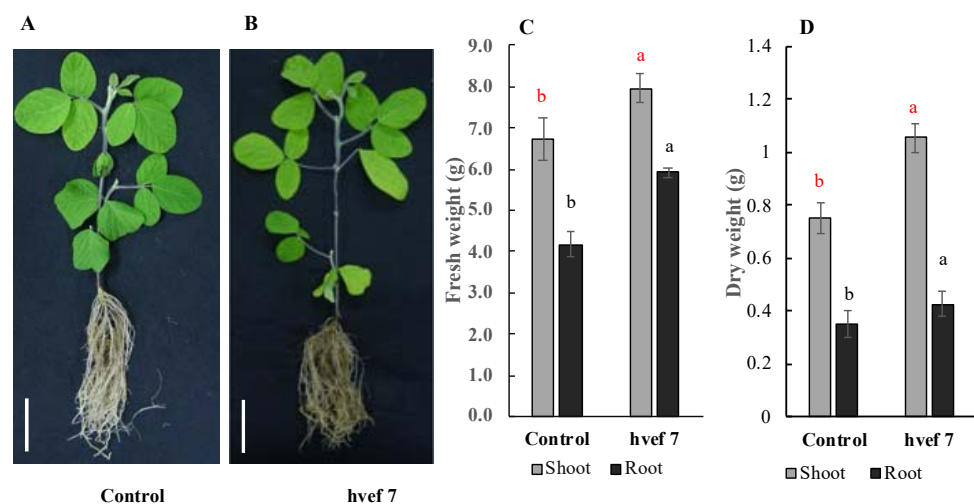 A
B
Control
hvef 7
C
Fresh weight (g)
9.0
8.0
7.0
6.0
5.0
4.0
3.0
2.0
1.0
0.0
b
b
a
a
Control
hvef 7
Shoot
Root
D
Dry weight (g)
1.4
1.2
1
0.8
0.6
0.4
0.2
0
b
b
a
a
Control
hvef 7
Shoot
Root